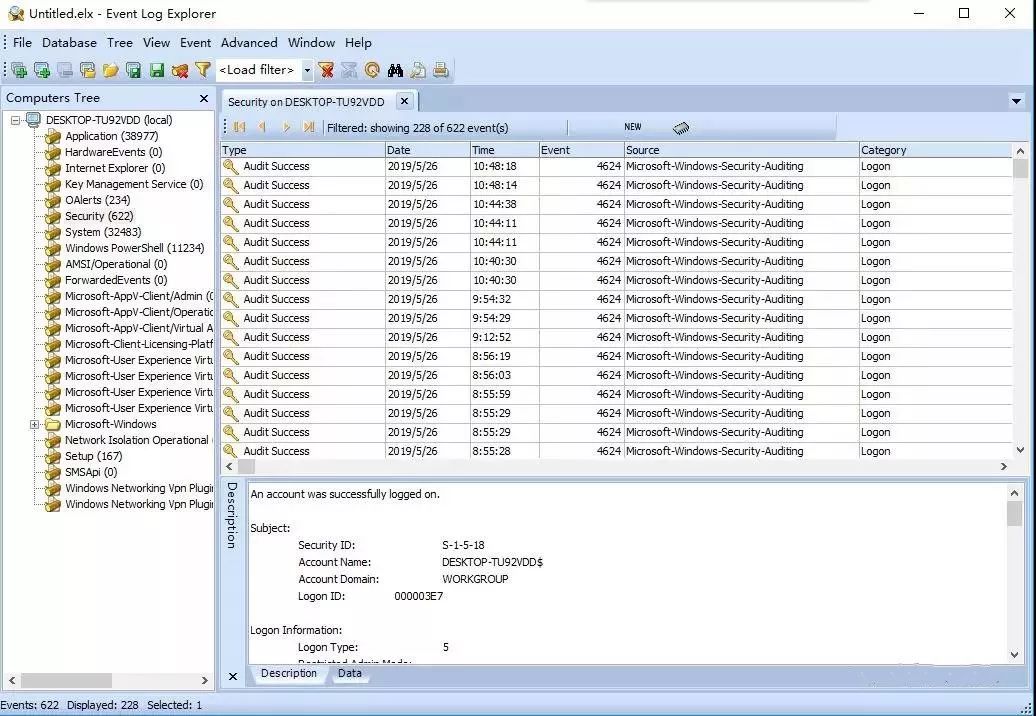 Untitled.elx - Event Log Explorer
File Database Tree View Event Advanced Window Help
<Load filter>
Computers Tree
DESKTOP-TU92VDD (local)
Application (38977)
HardwareEvents (0)
Internet Explorer (0)
Key Management Service (0)
OAlerts (234)
Security (622)
System (32483)
Windows PowerShell (11234)
AMSI/Operational (0)
ForwardedEvents (0)
Microsoft-AppV-Client/Admin (0
Microsoft-AppV-Client/Operatio
Microsoft-AppV-Client/Virtual A
Microsoft-Client-Licensing-Platf
Microsoft-User Experience Virtu
Microsoft-User Experience Virtu
Microsoft-User Experience Virtu
Microsoft-User Experience Virtu
Microsoft-Windows
Network Isolation Operational
Setup (167)
SMSApi (0)
Windows Networking Vpn Plugin
Windows Networking Vpn Plugin
Security on DESKTOP-TU92VDD
Filtered: showing 228 of 622 event(s) NEW
Type Date Time Event Source Category
Audit Success 2019/5/26 10:48:18 4624 Microsoft-Windows-Security-Auditing Logon
Audit Success 2019/5/26 10:48:14 4624 Microsoft-Windows-Security-Auditing Logon
Audit Success 2019/5/26 10:44:38 4624 Microsoft-Windows-Security-Auditing Logon
Audit Success 2019/5/26 10:44:11 4624 Microsoft-Windows-Security-Auditing Logon
Audit Success 2019/5/26 10:44:11 4624 Microsoft-Windows-Security-Auditing Logon
Audit Success 2019/5/26 10:40:30 4624 Microsoft-Windows-Security-Auditing Logon
Audit Success 2019/5/26 10:40:30 4624 Microsoft-Windows-Security-Auditing Logon
Audit Success 2019/5/26 9:54:32 4624 Microsoft-Windows-Security-Auditing Logon
Audit Success 2019/5/26 9:54:29 4624 Microsoft-Windows-Security-Auditing Logon
Audit Success 2019/5/26 9:12:52 4624 Microsoft-Windows-Security-Auditing Logon
Audit Success 2019/5/26 8:56:19 4624 Microsoft-Windows-Security-Auditing Logon
Audit Success 2019/5/26 8:56:03 4624 Microsoft-Windows-Security-Auditing Logon
Audit Success 2019/5/26 8:55:59 4624 Microsoft-Windows-Security-Auditing Logon
Audit Success 2019/5/26 8:55:29 4624 Microsoft-Windows-Security-Auditing Logon
Audit Success 2019/5/26 8:55:29 4624 Microsoft-Windows-Security-Auditing Logon
Audit Success 2019/5/26 8:55:28 4624 Microsoft-Windows-Security-Auditing Logon
Description
An account was successfully logged on.
Subject:
Security ID: S-1-5-18
Account Name: DESKTOP-TU92VDD$
Account Domain: WORKGROUP
Logon ID: 000003E7
Logon Information:
Logon Type: 5
Description Data
Events: 622 Displayed: 228 Selected: 1